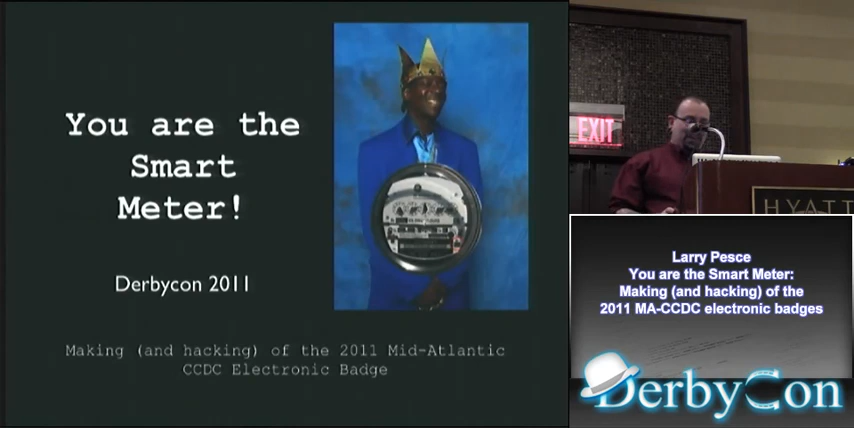 You are the
Smart
Meter!
Derbycon 2011
Making (and hacking) of the 2011 Mid-Atlantic
CCDC Electronic Badge
EXIT
HYATT
Larry Pesce
You are the Smart Meter:
Making (and hacking) of the
2011 MA-CCDC electronic badges
DerbyCon